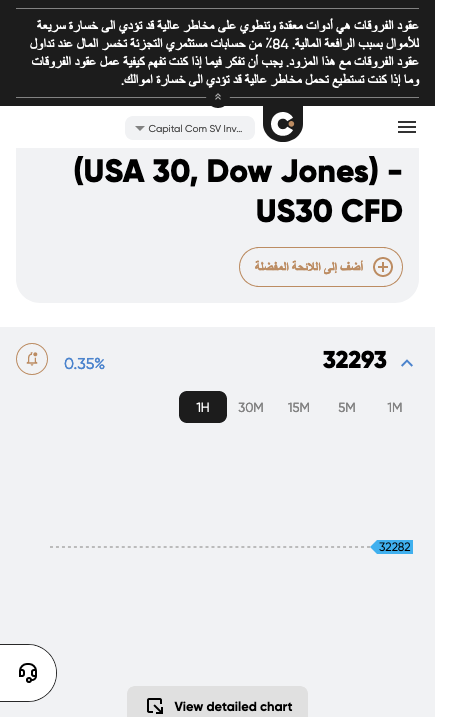 عقود الفروقات هي أدوات معقدة وتنطوي على مخاطر عالية قد تؤدي الى خسارة سريعة
للأموال بسبب الرافعة المالية. 84٪ من حسابات مستثمري التجزئة تخسر المال عند تداول
عقود الفروقات مع هذا المزود. يجب أن تفكر فيما إذا كنت تفهم كيفية عمل عقود الفروقات
وما إذا كنت تستطيع تحمل مخاطر عالية قد تؤدي الى خسارة اموالك.
Capital Com SV Inv...
(USA 30, Dow Jones) -
US30 CFD
أضف إلى اللائحة المفضلة
32293
0.35%
1H 30M 15M 5M 1M
32282
View detailed chart